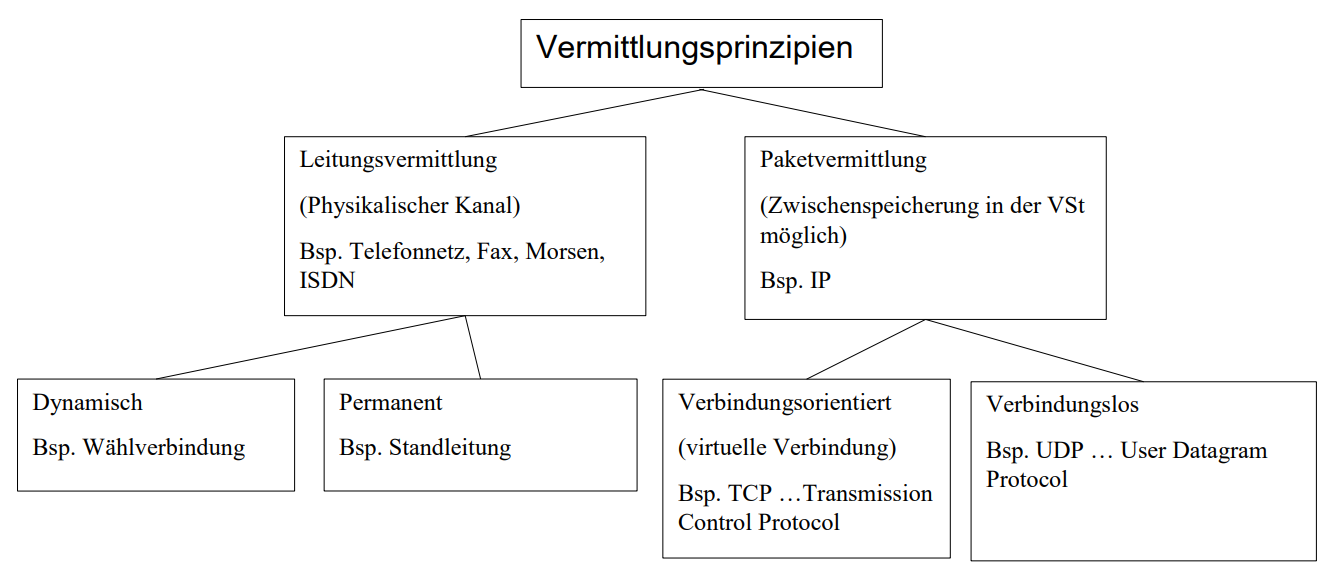 Vermittlungsprinzipien
Leitungsvermittlung
(Physikalischer Kanal)
Bsp. Telefonnetz, Fax, Morsen,
ISDN
Paketvermittlung
(Zwischenspeicherung in der VSt
möglich)
Bsp. IP
Dynamisch
Bsp. Wählverbindung
Permanent
Bsp. Standleitung
Verbindungsorientiert
(virtuelle Verbindung)
Bsp. TCP …Transmission
Control Protocol
Verbindungslos
Bsp. UDP … User Datagram
Protocol